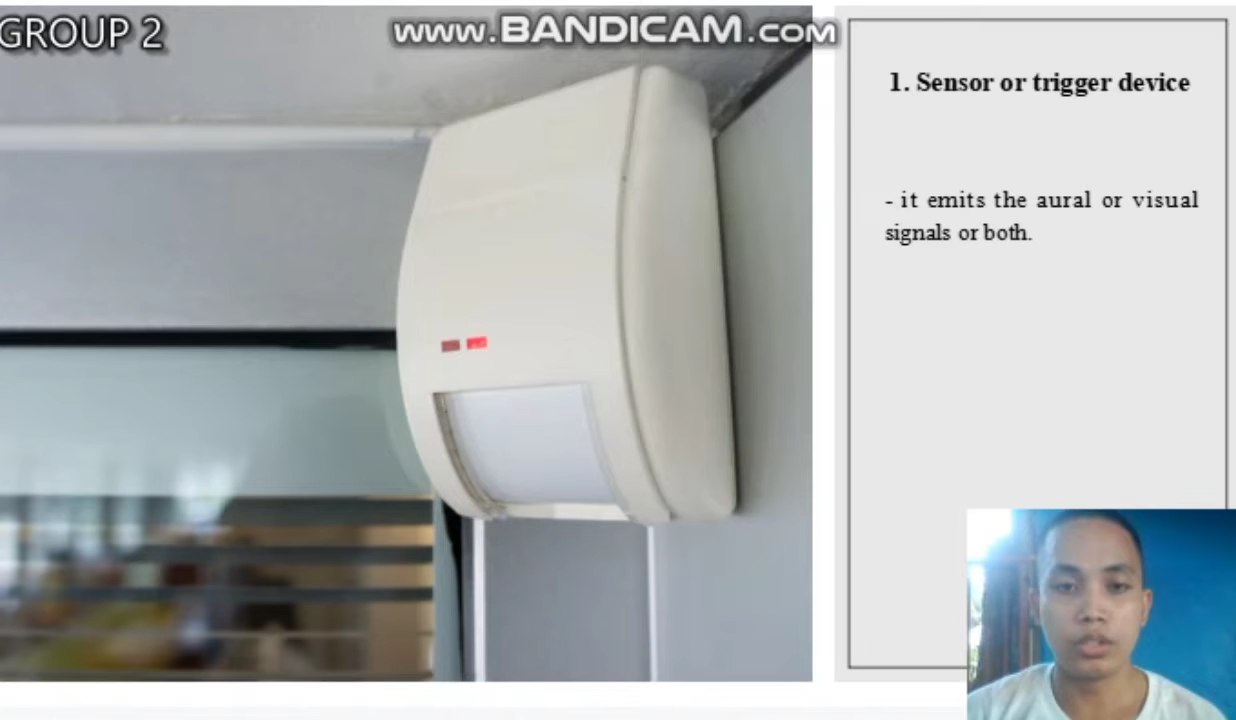 GROUP 2
www.BANDICAM.com
1. Sensor or trigger device
- it emits the aural or visual
signals or both.